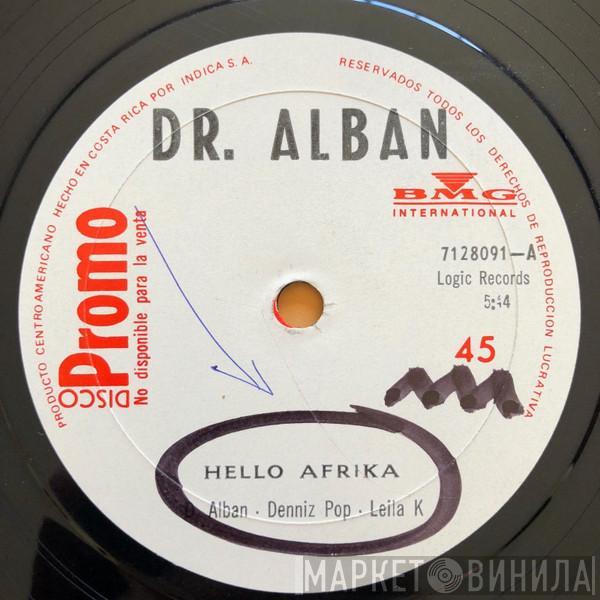 PRODUCTO CENTROAMERICANO HECHO EN COSTA RICA POR INDICA S.A.
RESERVADOS TODOS LOS DERECHOS DE REPRODUCCION LUCRATIVA
DR. ALBAN
BMG
INTERNATIONAL
DISCO Promo
No disponible para la venta
7128091-A
Logic Records
5:44
45
HELLO AFRIKA
D. Alban · Denniz Pop · Leila K
МАРКЕТ ВИНИЛА